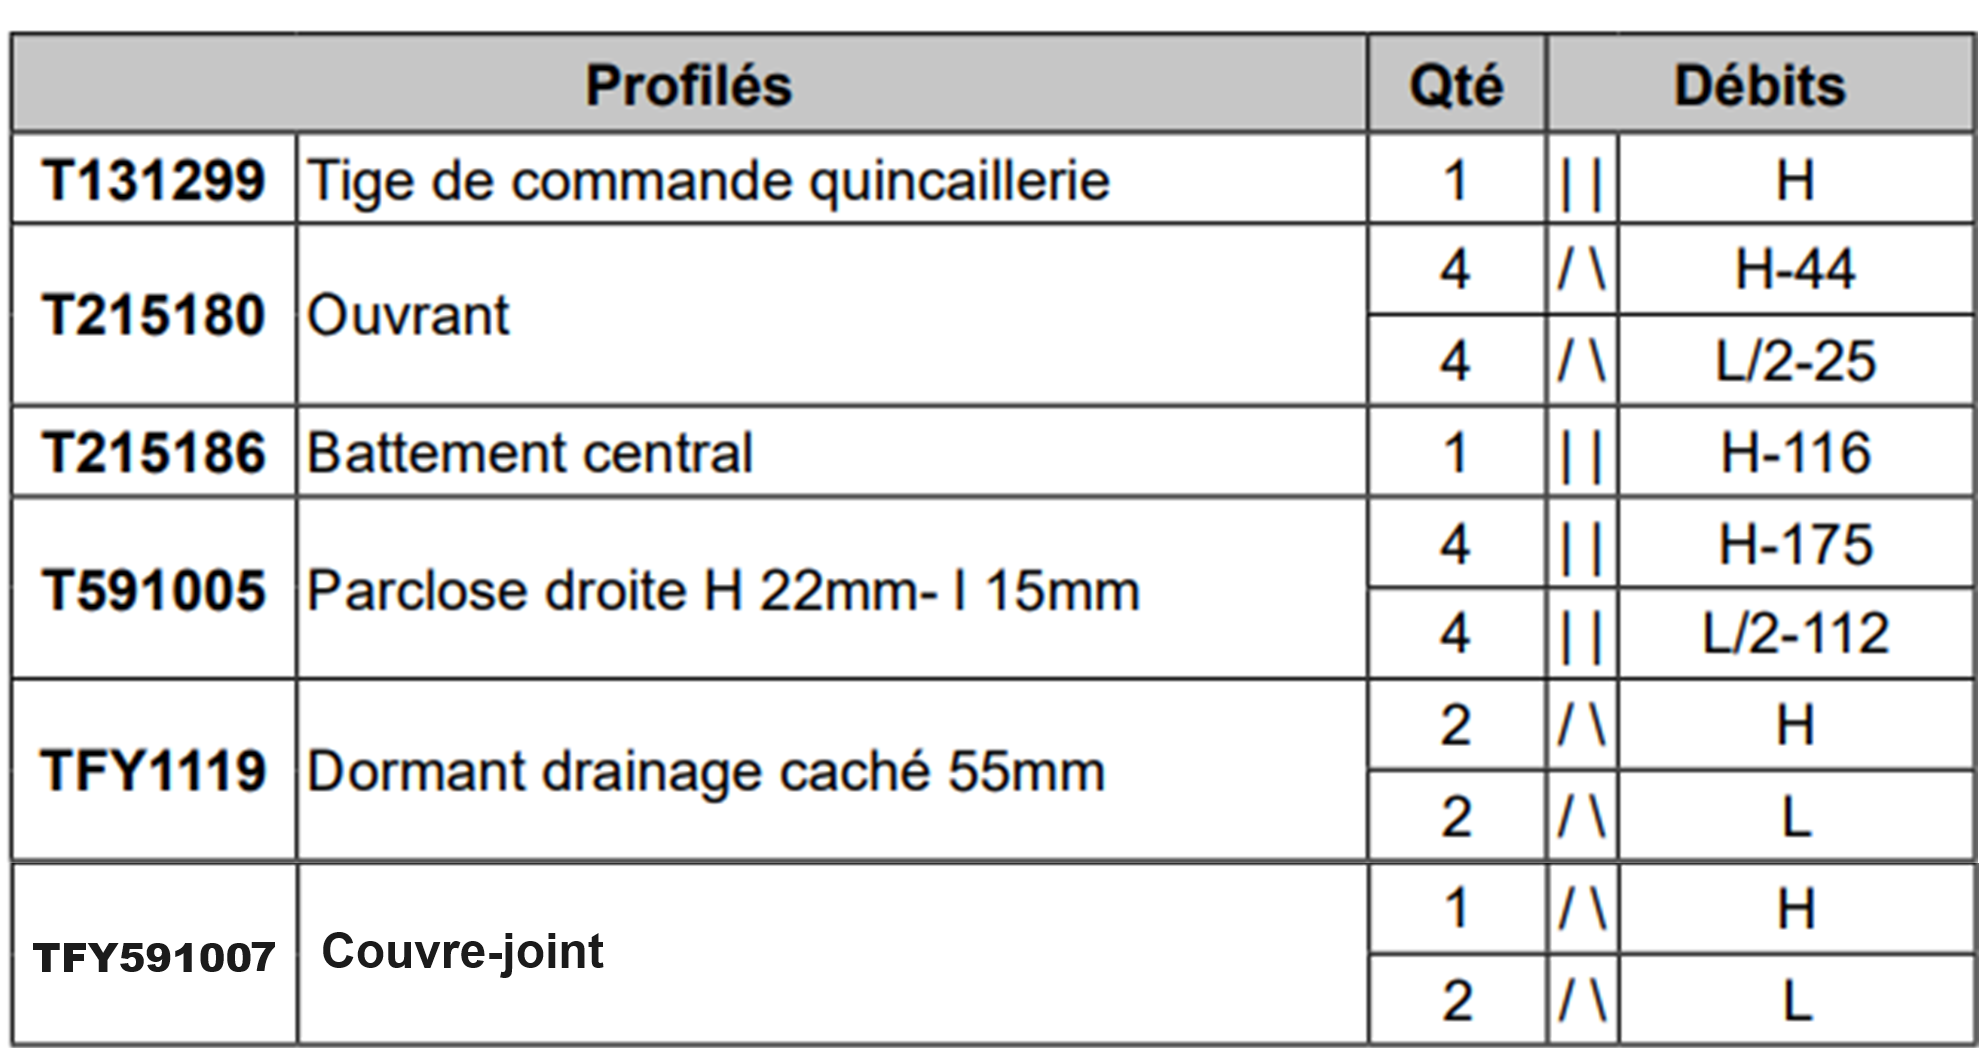 Profilés Qté Débits
T131299 Tige de commande quincaillerie 1 | | H
T215180 Ouvrant 4 / \ H-44
4 / \ L/2-25
T215186 Battement central 1 | | H-116
T591005 Parclose droite H 22mm- l 15mm 4 | | H-175
4 | | L/2-112
TFY1119 Dormant drainage caché 55mm 2 / \ H
2 / \ L
TFY591007 Couvre-joint 1 / \ H
2 / \ L